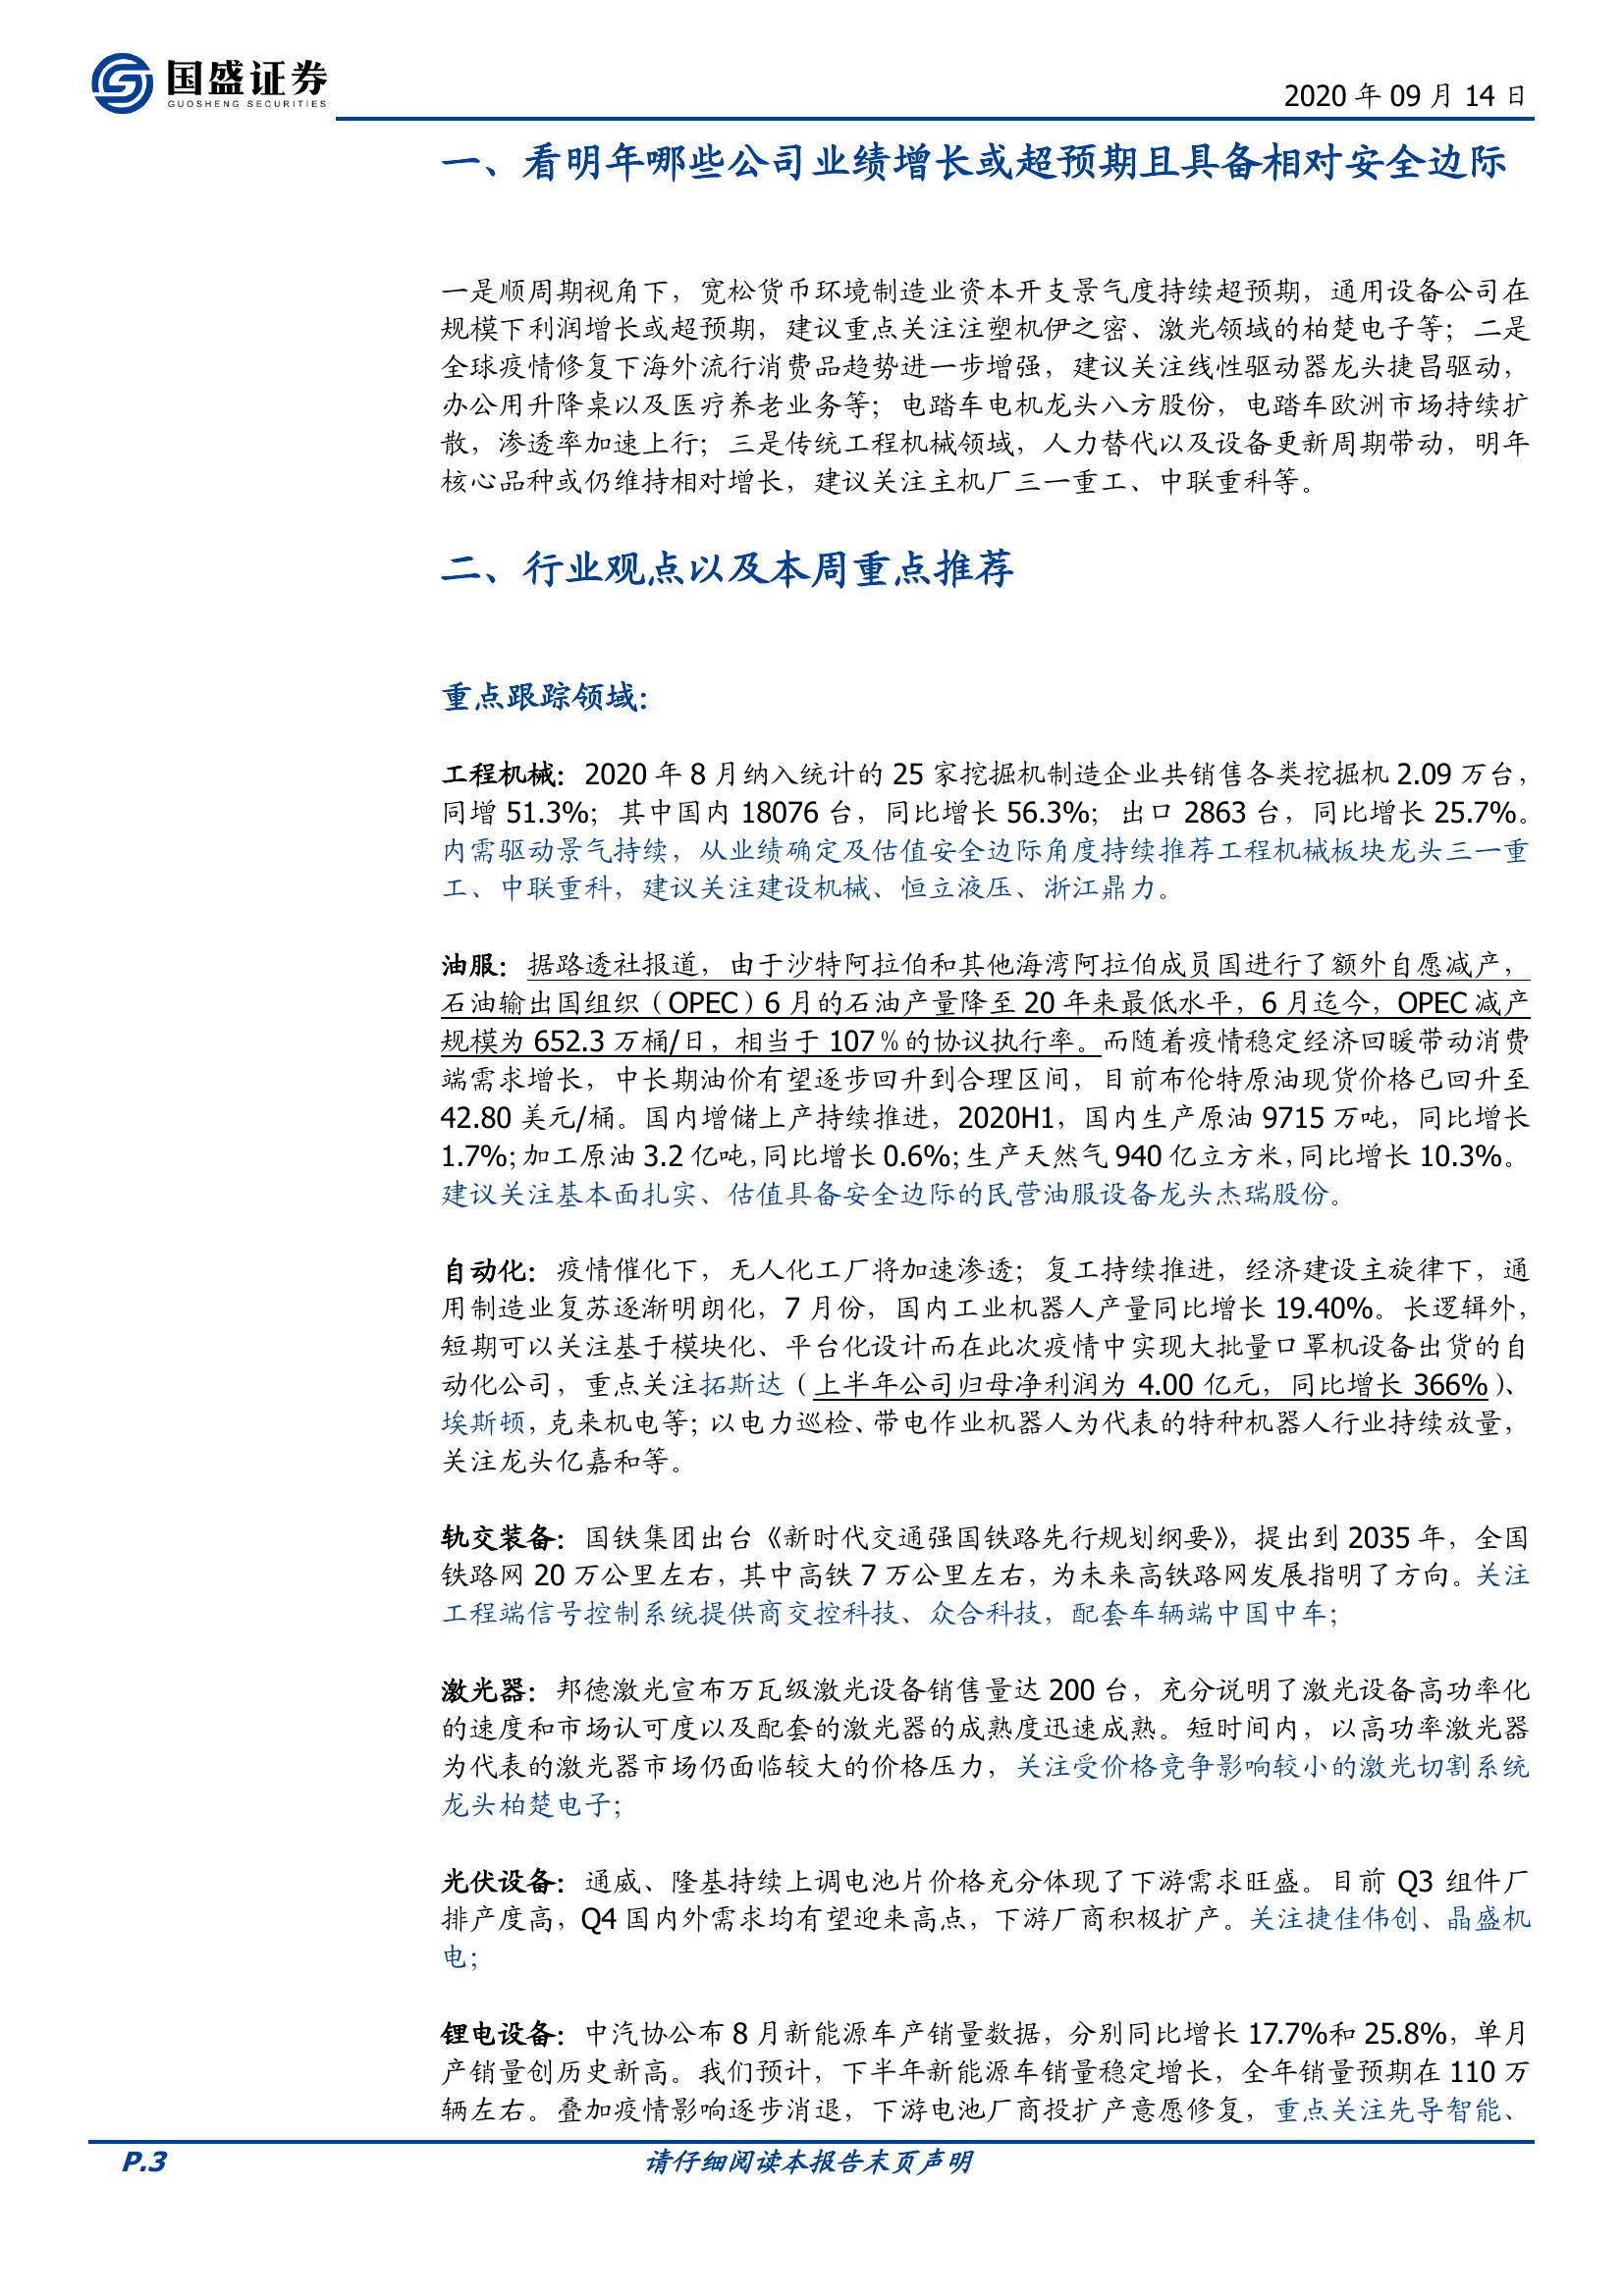 国盛证券
GUOSHENG SECURITIES
2020 年 09 月 14 日
一、看明年哪些公司业绩增长或超预期且具备相对安全边际
一是顺周期视角下，宽松货币环境制造业资本开支景气度持续超预期，通用设备公司在
规模下利润增长或超预期，建议重点关注注塑机伊之密、激光领域的柏楚电子等；二是
全球疫情修复下海外流行消费品趋势进一步增强，建议关注线性驱动器龙头捷昌驱动，
办公用升降桌以及医疗养老业务等；电踏车电机龙头八方股份，电踏车欧洲市场持续扩
散，渗透率加速上行；三是传统工程机械领域，人力替代以及设备更新周期带动，明年
核心品种或仍维持相对增长，建议关注主机厂三一重工、中联重科等。
二、行业观点以及本周重点推荐
重点跟踪领域：
工程机械：2020 年 8 月纳入统计的 25 家挖掘机制造企业共销售各类挖掘机 2.09 万台，
同增 51.3%；其中国内 18076 台，同比增长 56.3%；出口 2863 台，同比增长 25.7%。
内需驱动景气持续，从业绩确定及估值安全边际角度持续推荐工程机械板块龙头三一重
工、中联重科，建议关注建设机械、恒立液压、浙江鼎力。
油服：据路透社报道，由于沙特阿拉伯和其他海湾阿拉伯成员国进行了额外自愿减产，
石油输出国组织（OPEC）6 月的石油产量降至 20 年来最低水平，6 月迄今，OPEC 减产
规模为 652.3 万桶/日，相当于 107％的协议执行率。而随着疫情稳定经济回暖带动消费
端需求增长，中长期油价有望逐步回升到合理区间，目前布伦特原油现货价格已回升至
42.80 美元/桶。国内增储上产持续推进，2020H1，国内生产原油 9715 万吨，同比增长
1.7%；加工原油 3.2 亿吨，同比增长 0.6%；生产天然气 940 亿立方米，同比增长 10.3%。
建议关注基本面扎实、估值具备安全边际的民营油服设备龙头杰瑞股份。
自动化：疫情催化下，无人化工厂将加速渗透；复工持续推进，经济建设主旋律下，通
用制造业复苏逐渐明朗化，7 月份，国内工业机器人产量同比增长 19.40%。长逻辑外，
短期可以关注基于模块化、平台化设计而在此次疫情中实现大批量口罩机设备出货的自
动化公司，重点关注拓斯达（上半年公司归母净利润为 4.00 亿元，同比增长 366%）、
埃斯顿，克来机电等；以电力巡检、带电作业机器人为代表的特种机器人行业持续放量，
关注龙头亿嘉和等。
轨交装备：国铁集团出台《新时代交通强国铁路先行规划纲要》，提出到 2035 年，全国
铁路网 20 万公里左右，其中高铁 7 万公里左右，为未来高铁路网发展指明了方向。关注
工程端信号控制系统提供商交控科技、众合科技，配套车辆端中国中车；
激光器：邦德激光宣布万瓦级激光设备销售量达 200 台，充分说明了激光设备高功率化
的速度和市场认可度以及配套的激光器的成熟度迅速成熟。短时间内，以高功率激光器
为代表的激光器市场仍面临较大的价格压力，关注受价格竞争影响较小的激光切割系统
龙头柏楚电子；
光伏设备：通威、隆基持续上调电池片价格充分体现了下游需求旺盛。目前 Q3 组件厂
排产度高，Q4 国内外需求均有望迎来高点，下游厂商积极扩产。关注捷佳伟创、晶盛机
电；
锂电设备：中汽协公布 8 月新能源车产销量数据，分别同比增长 17.7%和 25.8%，单月
产销量创历史新高。我们预计，下半年新能源车销量稳定增长，全年销量预期在 110 万
辆左右。叠加疫情影响逐步消退，下游电池厂商投扩产意愿修复，重点关注先导智能、
P.3
请仔细阅读本报告末页声明